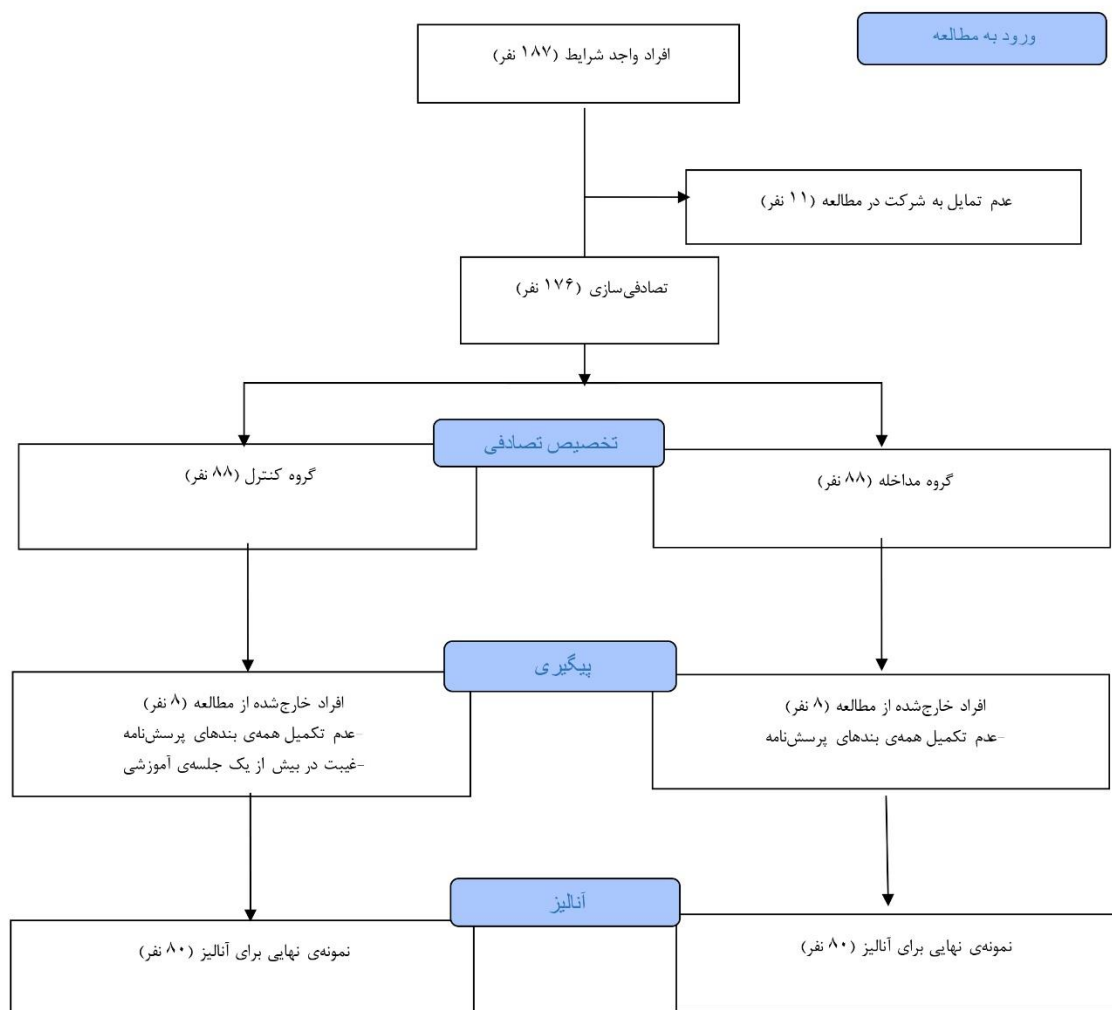 ورود به مطالعه
افراد واجد شرایط (۱۸۷ نفر)
عدم تمایل به شرکت در مطالعه (۱۱ نفر)
تصادفی‌سازی (۱۷۶ نفر)
تخصیص تصادفی
گروه مداخله (۸۸ نفر)
گروه کنترل (۸۸ نفر)
پیگیری
افراد خارج‌شده از مطالعه (۸ نفر)
-عدم تکمیل همه‌ی بندهای پرسش‌نامه
افراد خارج‌شده از مطالعه (۸ نفر)
-عدم تکمیل همه‌ی بندهای پرسش‌نامه
-غیبت در بیش از یک جلسه‌ی آموزشی
آنالیز
نمونه‌ی نهایی برای آنالیز (۸۰ نفر)
نمونه‌ی نهایی برای آنالیز (۸۰ نفر)